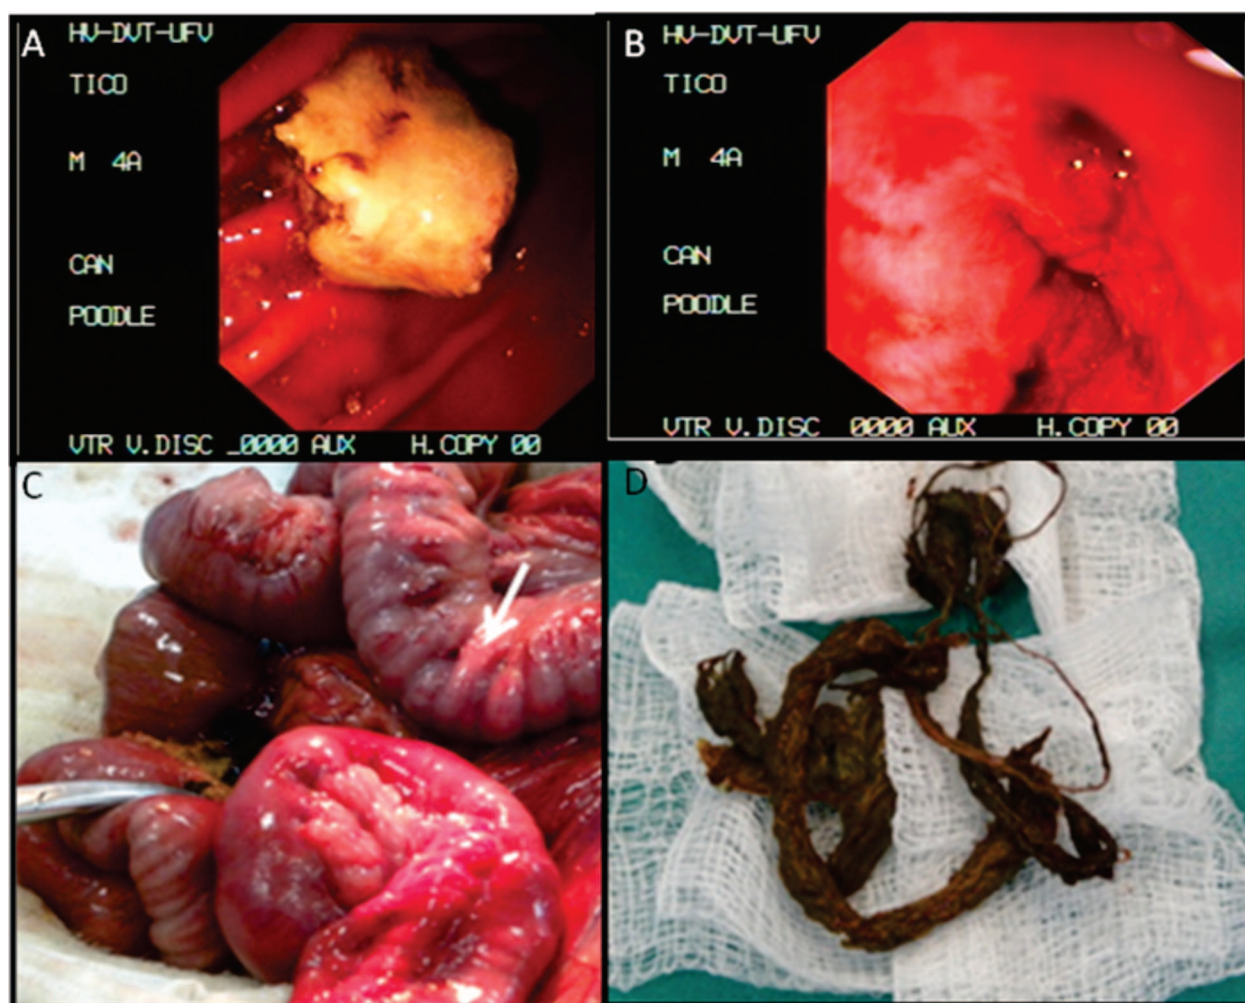 A
HV-DVT-UFV
TICO
M 4A
CAN
POODLE
VTR V.DISC _0000 AUX H.COPY 00
B
HV-DVT-UFV
TICO
M 4A
CAN
POODLE
VTR V.DISC 0000 AUX H.COPY 00
C
D